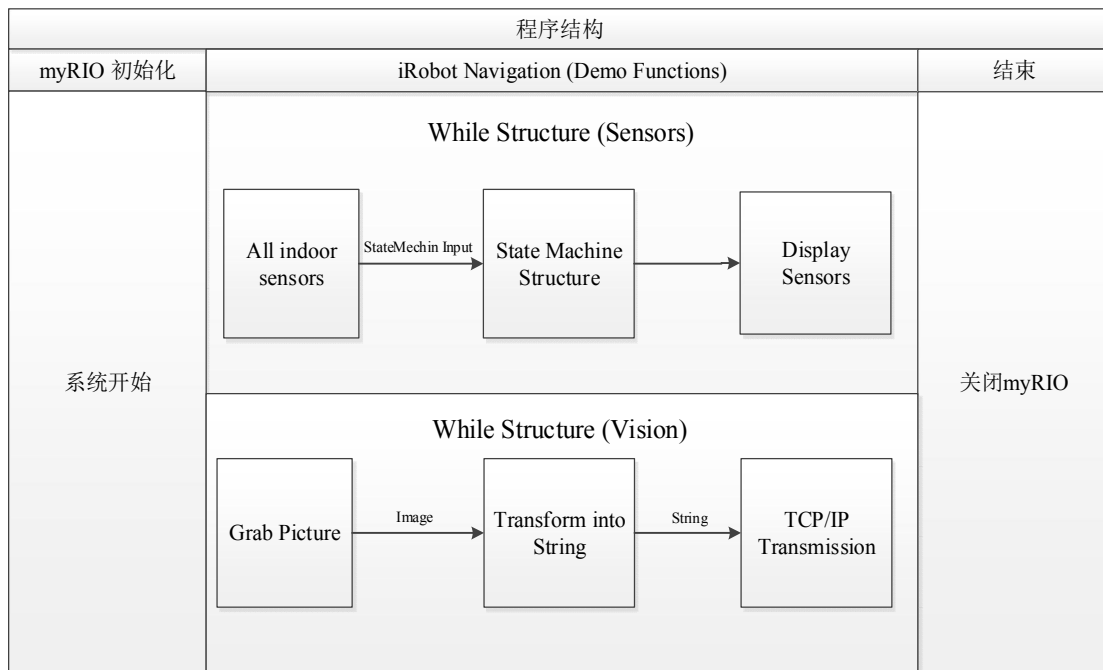 程序结构
myRIO 初始化
iRobot Navigation (Demo Functions)
结束
系统开始
While Structure (Sensors)
All indoor
sensors
StateMechin Input
State Machine
Structure
Display
Sensors
While Structure (Vision)
Grab Picture
Image
Transform into
String
String
TCP/IP
Transmission
关闭myRIO